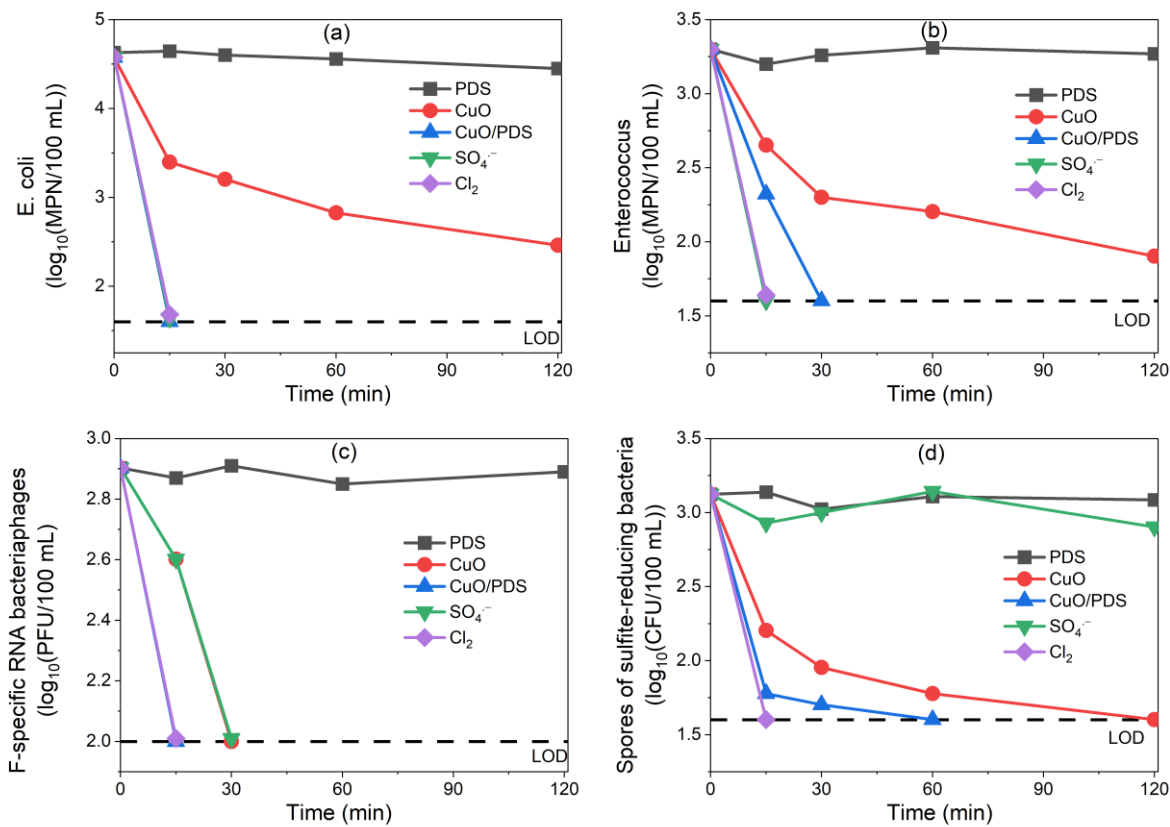 (a)
E. coli
(log10(MPN/100 mL))
5
4
3
2
PDS
CuO
CuO/PDS
SO4·−
Cl2
LOD
0
30
60
90
120
Time (min)
(b)
Enterococcus
(log10(MPN/100 mL))
3.5
3.0
2.5
2.0
1.5
PDS
CuO
CuO/PDS
SO4·−
Cl2
LOD
0
30
60
90
120
Time (min)
(c)
F-specific RNA bacteriaphages
(log10(PFU/100 mL)
3.0
2.8
2.6
2.4
2.2
2.0
PDS
CuO
CuO/PDS
SO4·−
Cl2
LOD
0
30
60
90
120
Time (min)
(d)
Spores of sulfite-reducing bacteria
(log10(CFU/100 mL))
3.5
3.0
2.5
2.0
1.5
PDS
CuO
CuO/PDS
SO4·−
Cl2
LOD
0
30
60
90
120
Time (min)